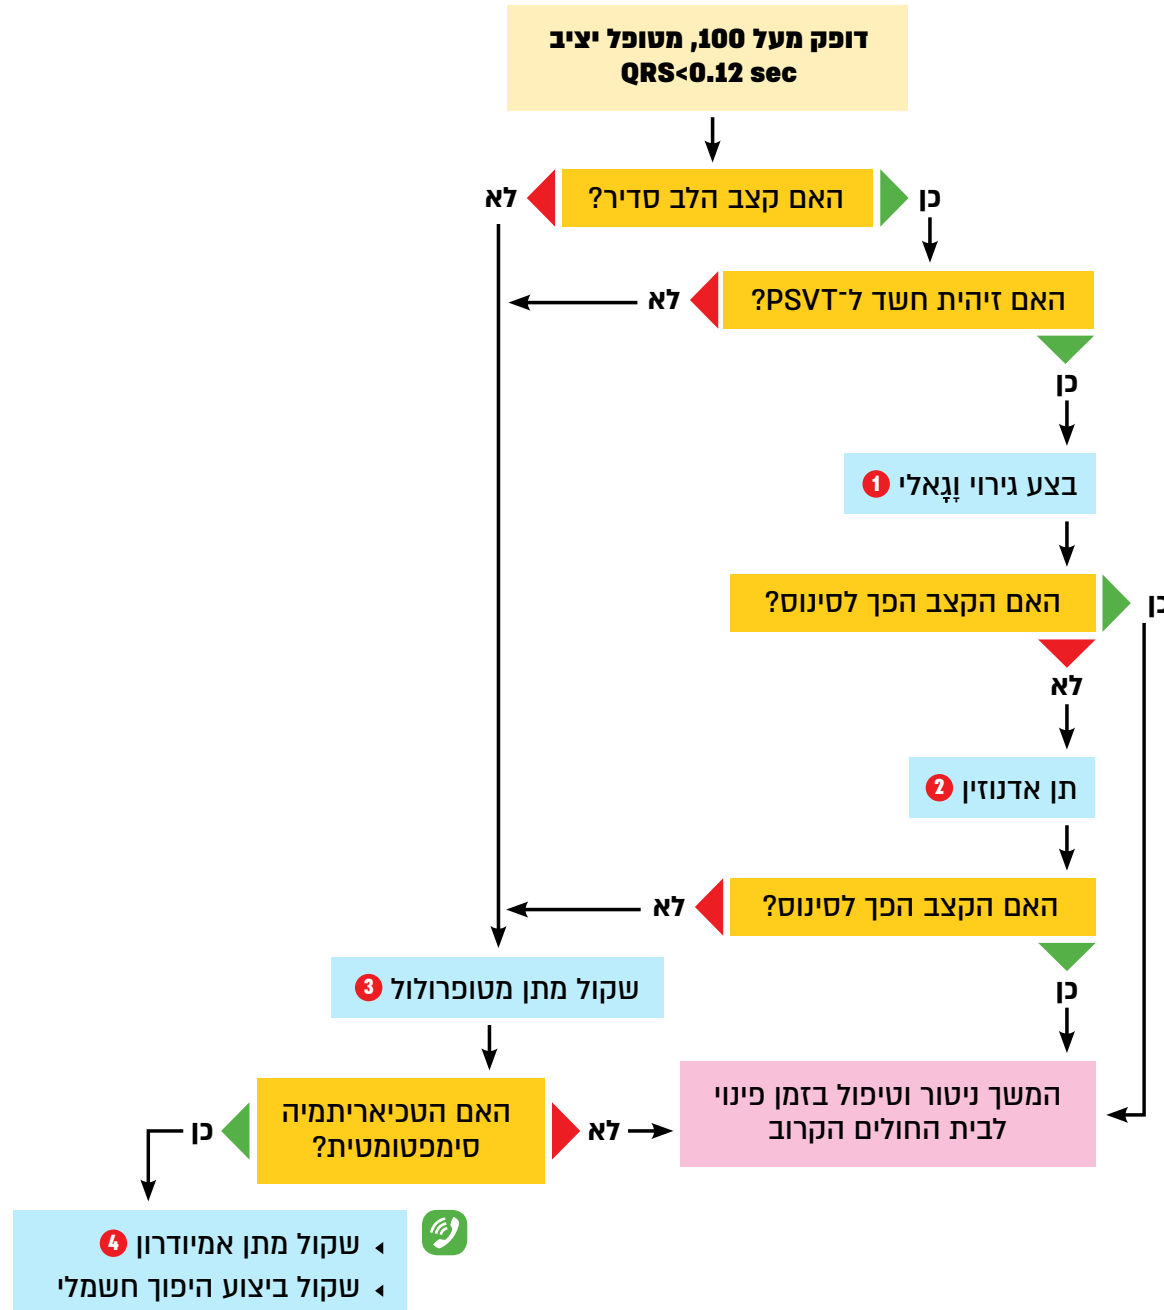 דופק מעל 100, מטופל יציב
QRS<0.12 sec
האם קצב הלב סדיר?
כן
לא
האם זיהית חשד ל־PSVT?
לא
כן
בצע גירוי וָגָאלי 1
האם הקצב הפך לסינוס?
כן
לא
תן אדנוזין 2
האם הקצב הפך לסינוס?
לא
כן
שקול מתן מטופרולול 3
המשך ניטור וטיפול בזמן פינוי
לבית החולים הקרוב
האם הטכיאריתמיה
סימפטומטית?
לא
כן
שקול מתן אמיודרון 4
שקול ביצוע היפוך חשמלי